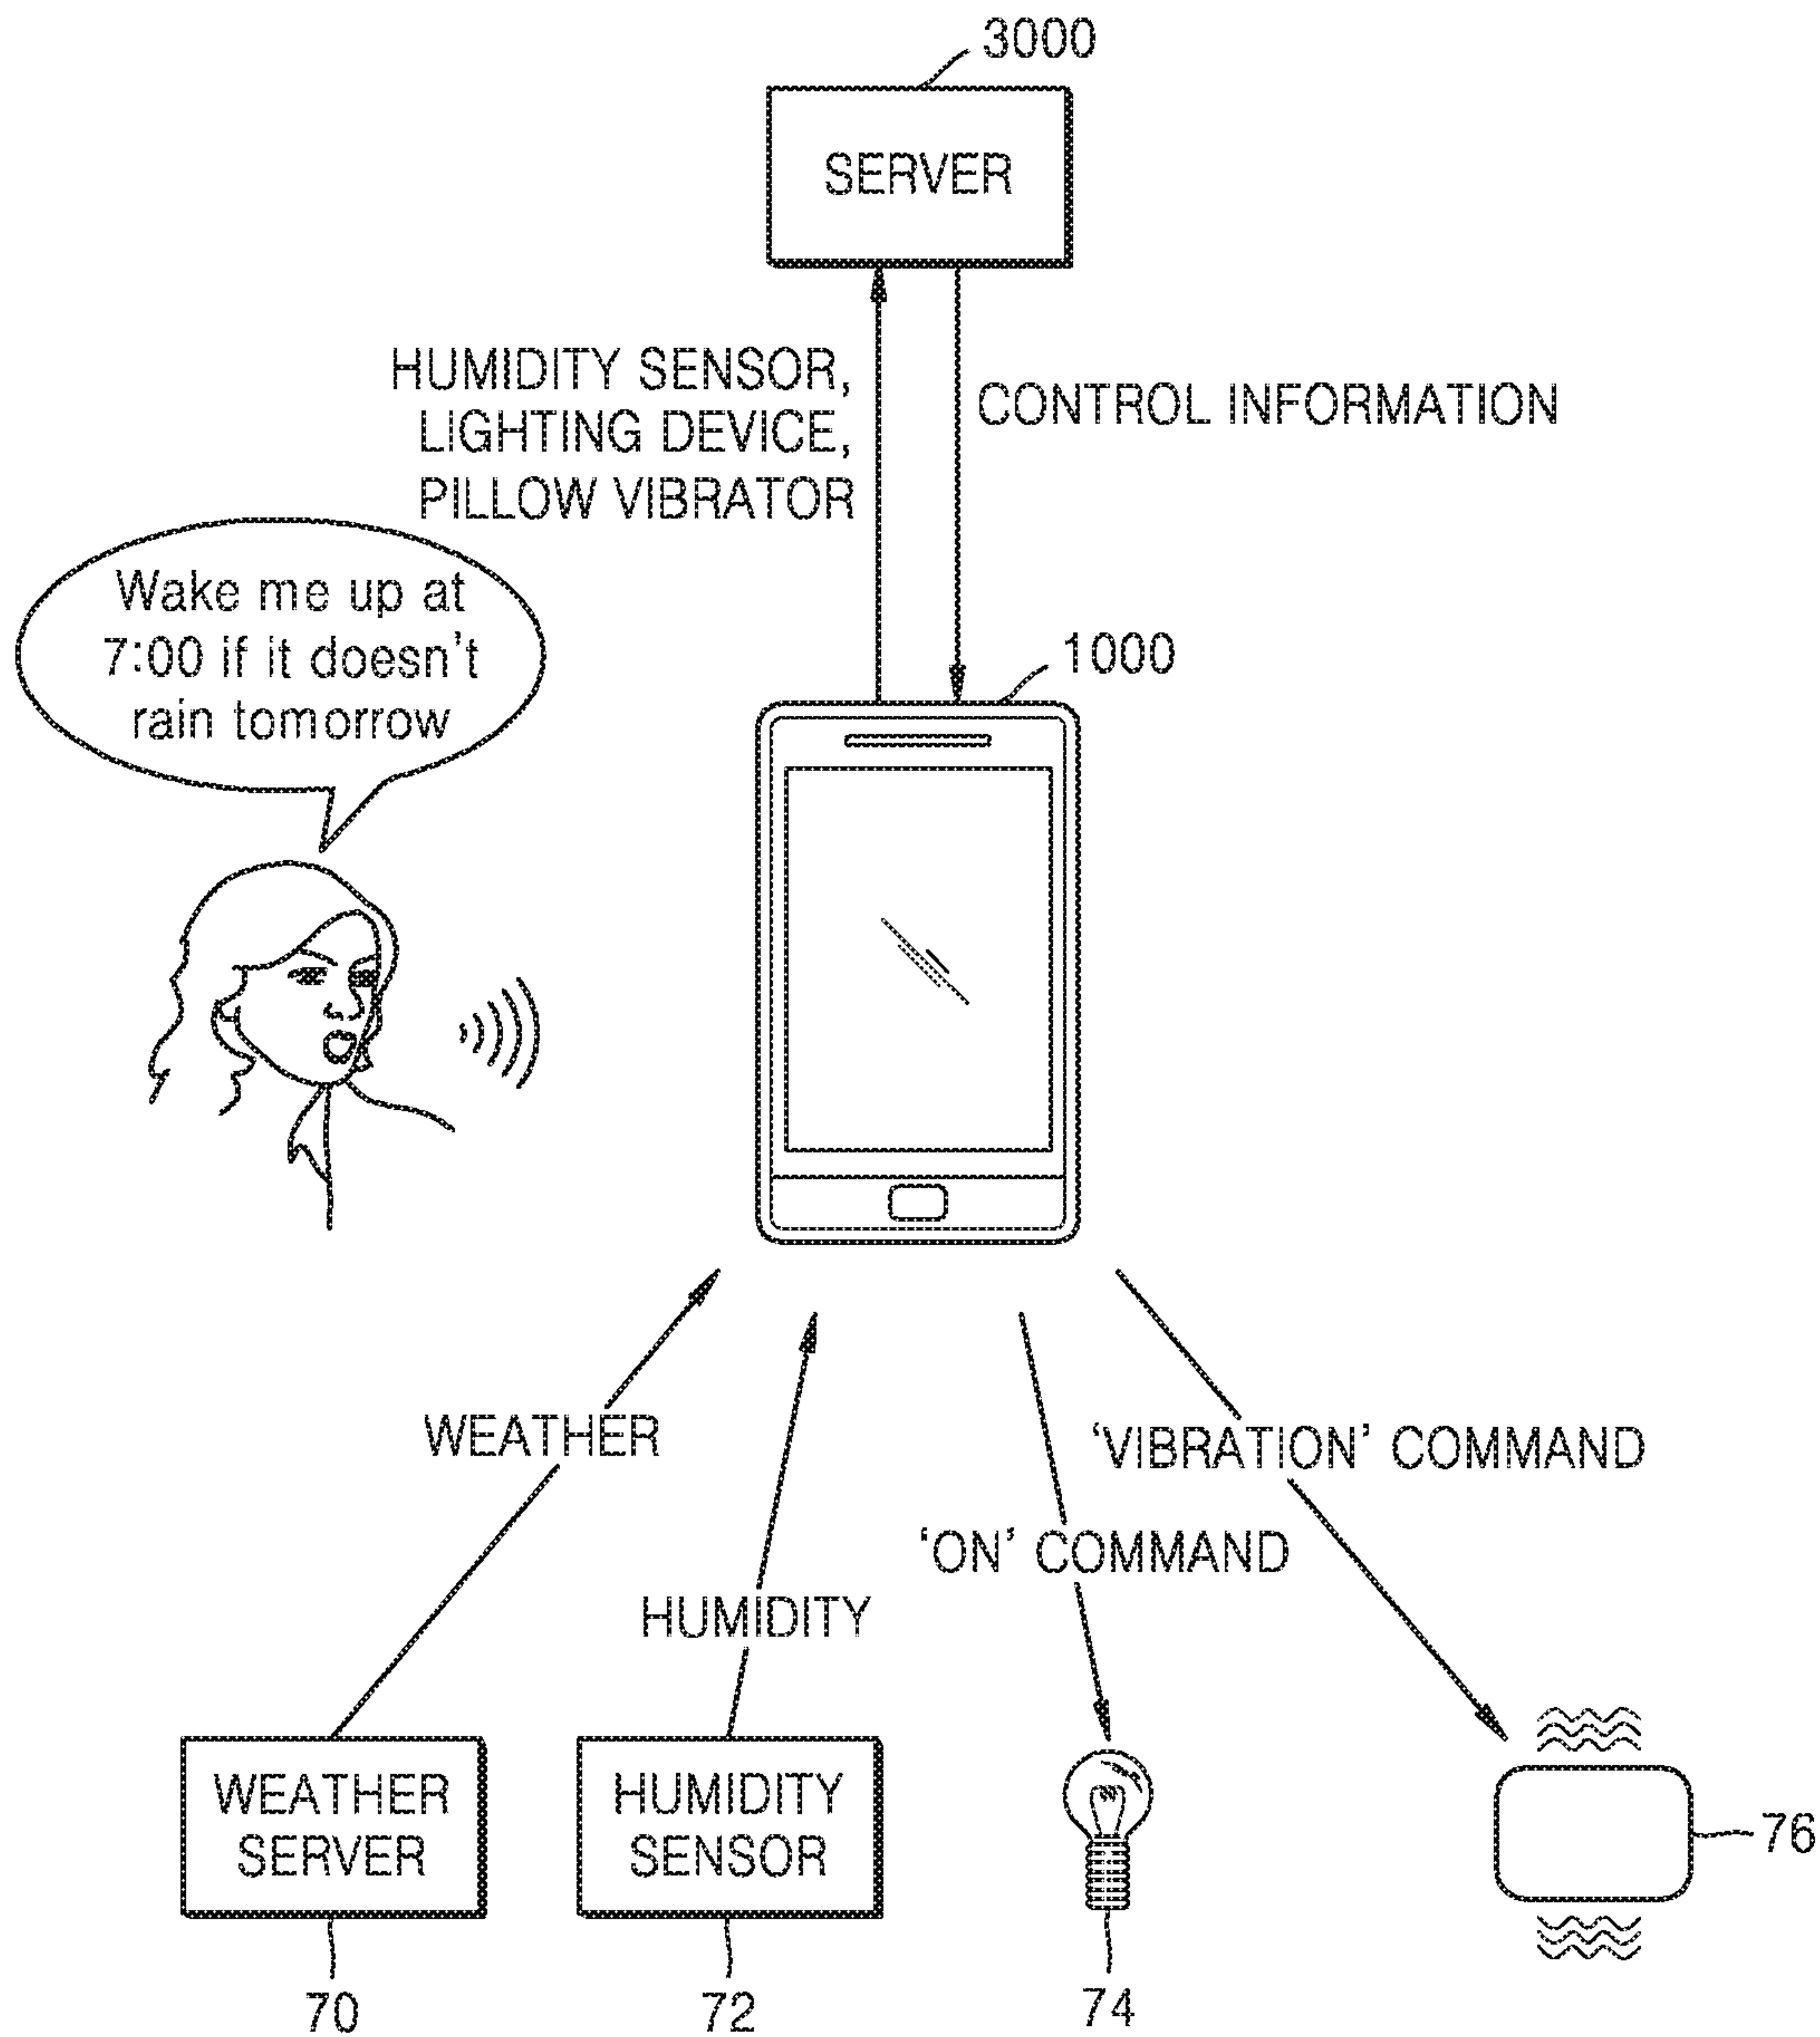 3000
SERVER
HUMIDITY SENSOR,
LIGHTING DEVICE,
PILLOW VIBRATOR
CONTROL INFORMATION
Wake me up at
7:00 if it doesn't
rain tomorrow
1000
WEATHER
'VIBRATION' COMMAND
'ON' COMMAND
HUMIDITY
WEATHER
SERVER
HUMIDITY
SENSOR
76
70
72
74